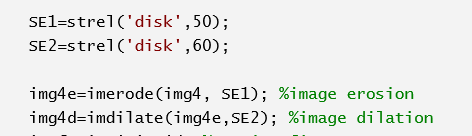 SE1=strel('disk',50);
SE2=strel('disk',60);
img4e=imerode(img4, SE1); %image erosion
img4d=imdilate(img4e,SE2); %image dilation